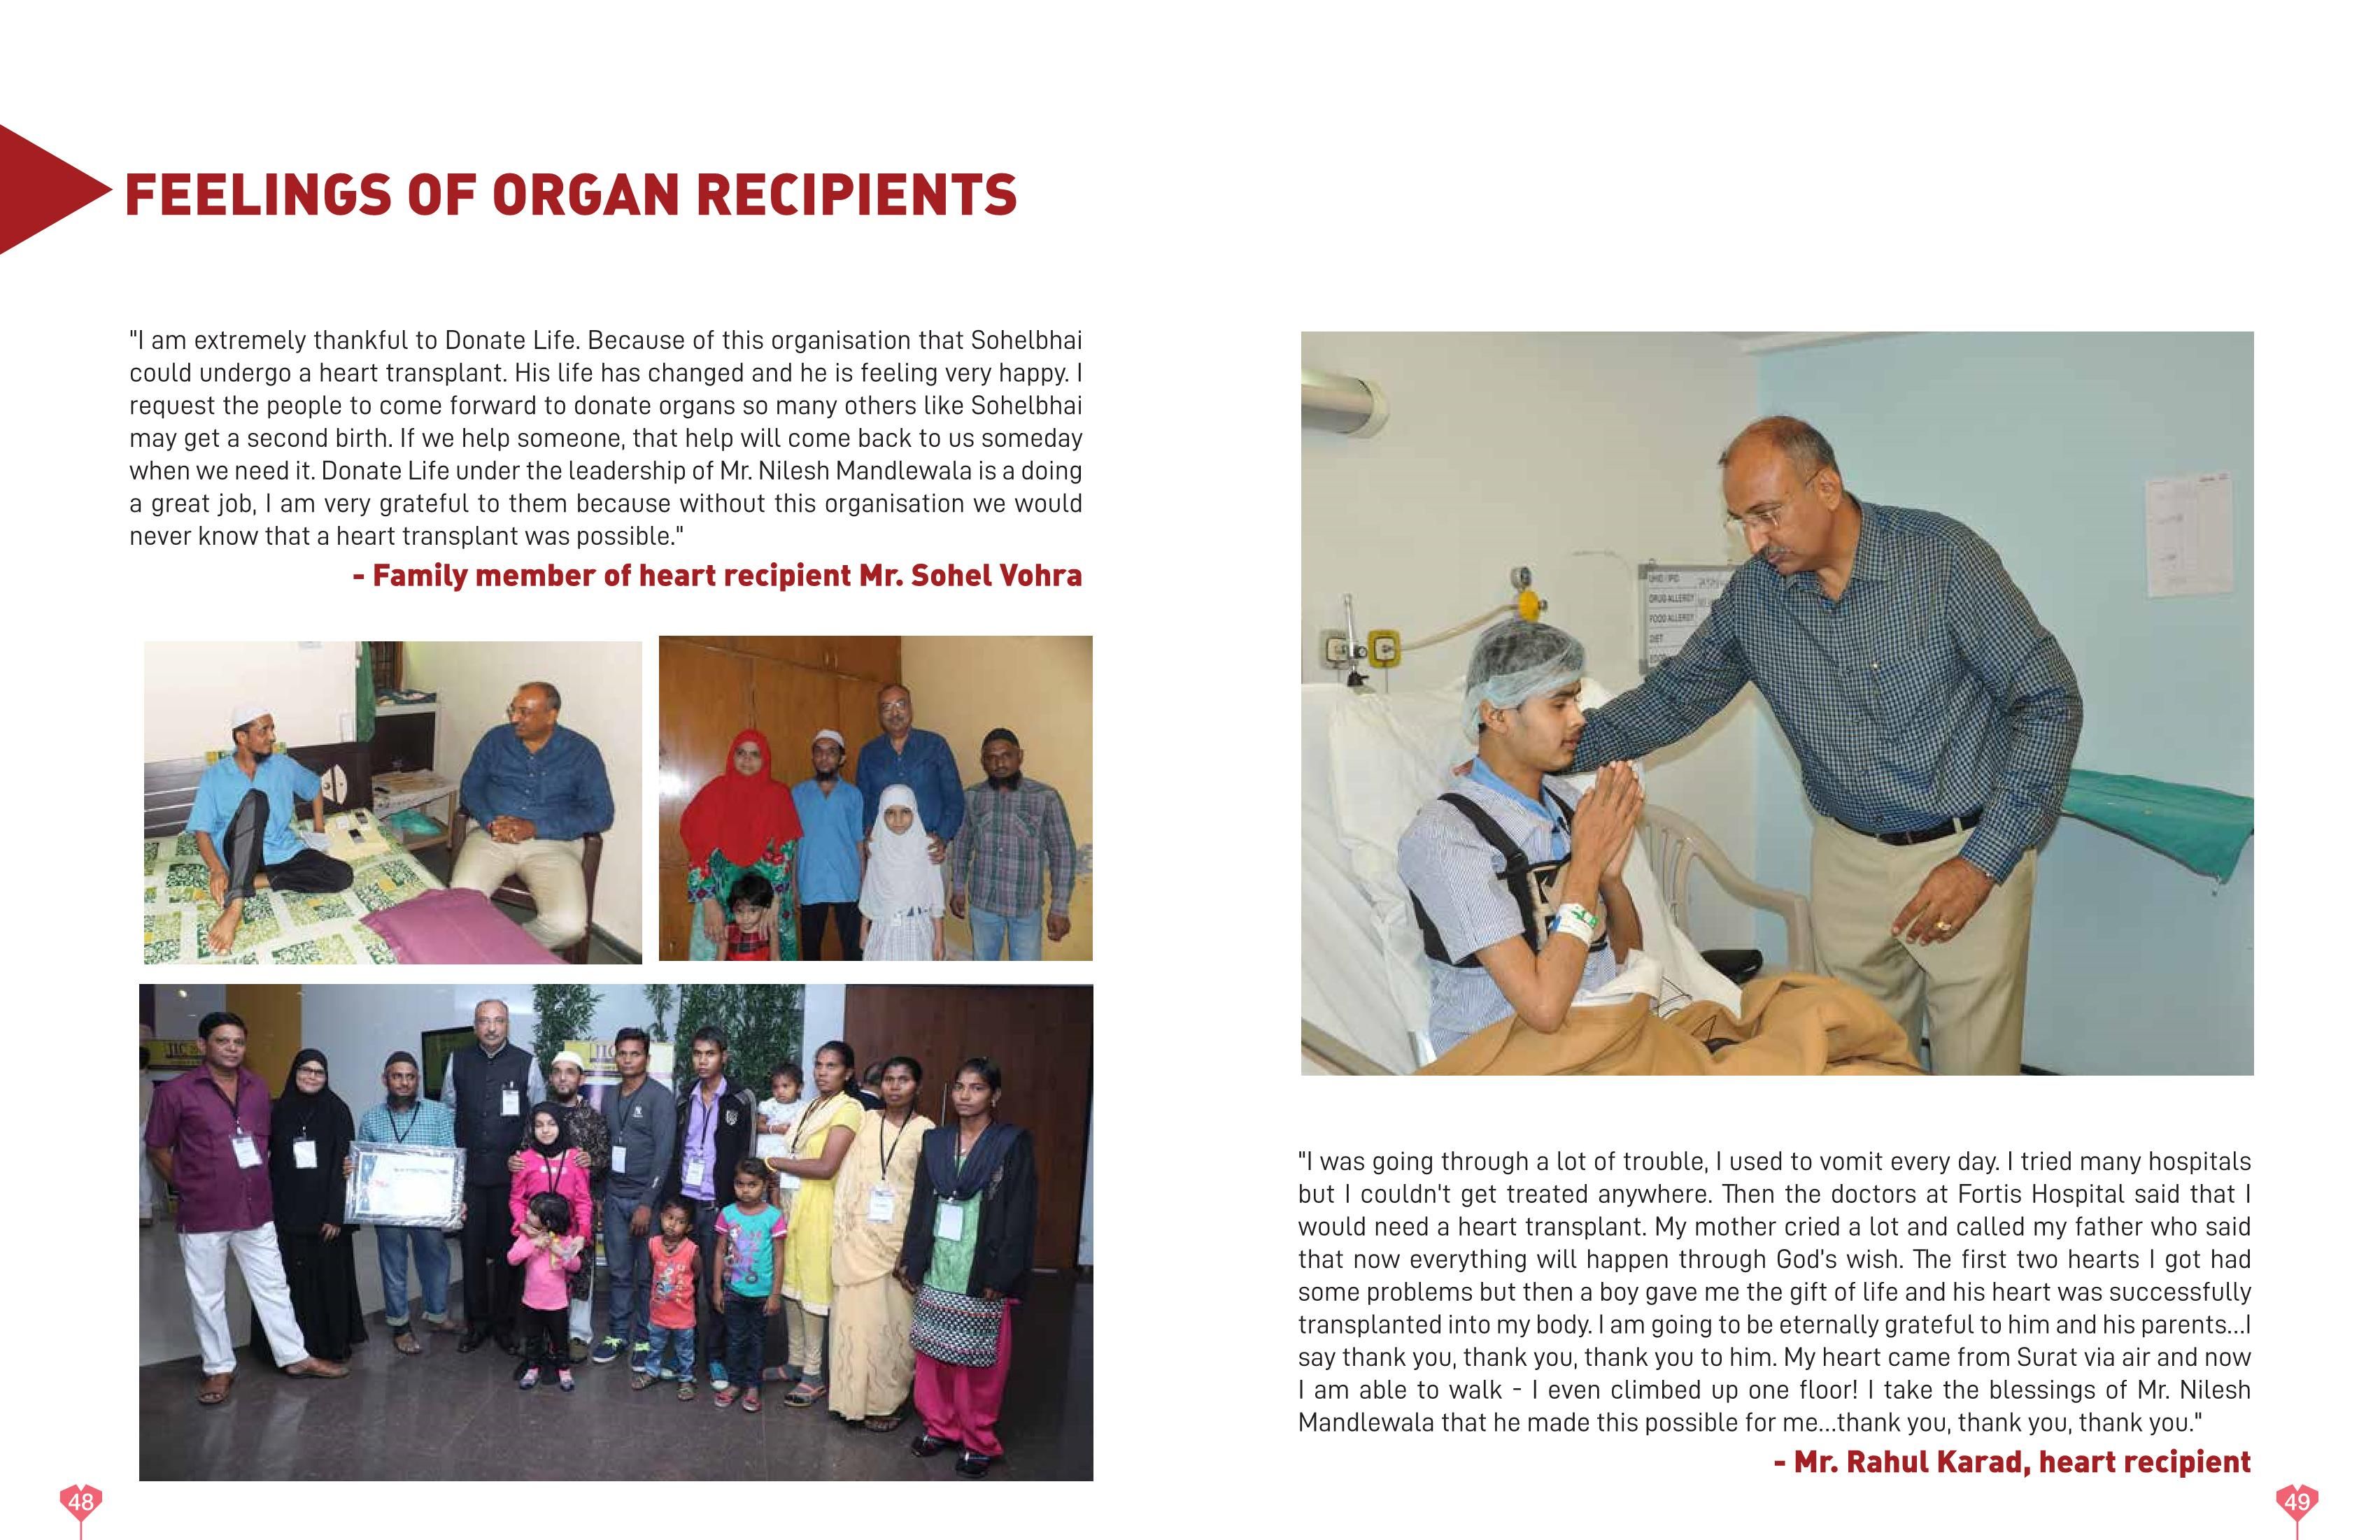 FEELINGS OF ORGAN RECIPIENTS
"I am extremely thankful to Donate Life. Because of this organisation that Sohelbhai
could undergo a heart transplant. His life has changed and he is feeling very happy. I
request the people to come forward to donate organs so many others like Sohelbhai
may get a second birth. If we help someone, that help will come back to us someday
when we need it. Donate Life under the leadership of Mr. Nilesh Mandlewala is a doing
a great job, I am very grateful to them because without this organisation we would
never know that a heart transplant was possible."
- Family member of heart recipient Mr. Sohel Vohra
JIC
48
UHID / IPID
DRUG ALLERGY
FOOD ALLERGY
DIET
"I was going through a lot of trouble, I used to vomit every day. I tried many hospitals
but I couldn't get treated anywhere. Then the doctors at Fortis Hospital said that I
would need a heart transplant. My mother cried a lot and called my father who said
that now everything will happen through God's wish. The first two hearts I got had
some problems but then a boy gave me the gift of life and his heart was successfully
transplanted into my body. I am going to be eternally grateful to him and his parents...I
say thank you, thank you, thank you to him. My heart came from Surat via air and now
I am able to walk - I even climbed up one floor! I take the blessings of Mr. Nilesh
Mandlewala that he made this possible for me...thank you, thank you, thank you."
- Mr. Rahul Karad, heart recipient
49